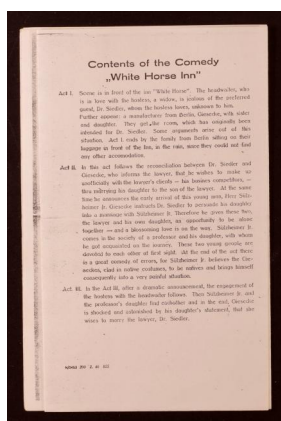 Contents of the Comedy
„White Horse Inn"
Act I. Scene is in front of the inn "White Horse". The headwaiter, who
is in love with the hostess, a widow, is jealous of the preferred
guest, Dr. Siedler, whom the hostess loves, unknown to him.
Further appear: a manufacturer from Berlin, Giesecke, with sister
and daughter. They get the room, which has originally been
intended for Dr. Siedler. Some arguments arise out of this
situation. Act I ends by the family from Berlin sitting on their
luggage in front of the Inn, in the rain, since they could not find
any other accomodation.
Act II. In this act follows the reconciliation between Dr. Siedler and
Giesecke, who informs the lawyer, that he wishes to make up
unofficially with the lawyer's clients — his business competitors, —
thru marrying his daughter to the son of the lawyer. At the same
time he announces the early arrival of this young man, Herr Sülz-
heimer Jr. Giesecke instructs Dr. Siedler to persuade his daughter
into a marriage with Sülzheimer Jr. Therefore he gives these two,
the lawyer and his own daughter, an opportunity to be alone
together — and a blossoming love is on the way. Sülzheimer Jr.
comes in the society of a professor and his daughter, with whom
he got acquainted on the journey. These two young people are
devoted to each other at first sight. At the end of the act there
is a great comedy of errors, for Sülzheimer Jr. believes the Gie-
seckes, clad in native costumes, to be natives and brings himself
consequently into a very painful situation.
Act III. In the Act III, after a dramatic announcement, the engagement of
the hostess with the headwaiter follows. Then Sülzheimer Jr. and
the professor's daughter find eachother and in the end, Giesecke
is shocked and astonished by his daughter's statement, that she
wants to marry the lawyer, Dr. Siedler.